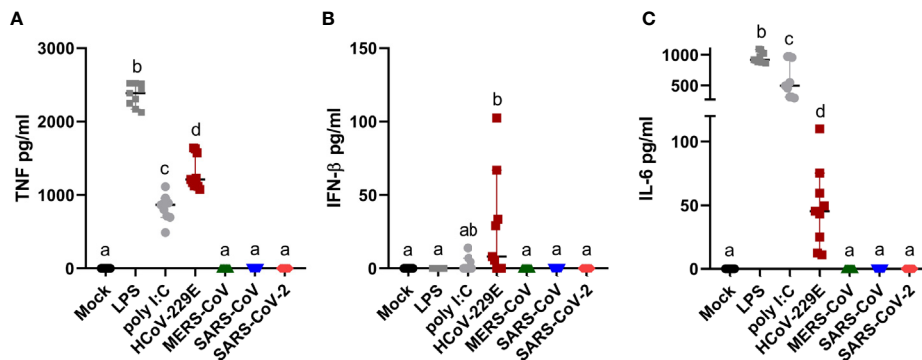 A
TNF pg/ml
3000
2000
1000
0
a
b
c
d
a
a
a
Mock
LPS
poly I:C
HCoV-229E
MERS-CoV
SARS-CoV
SARS-CoV-2
B
IFN-β pg/ml
150
100
50
0
a
a
ab
b
a
a
a
Mock
LPS
poly I:C
HCoV-229E
MERS-CoV
SARS-CoV
SARS-CoV-2
C
IL-6 pg/ml
1000
500
100
50
0
a
b
c
d
a
a
a
Mock
LPS
poly I:C
HCoV-229E
MERS-CoV
SARS-CoV
SARS-CoV-2